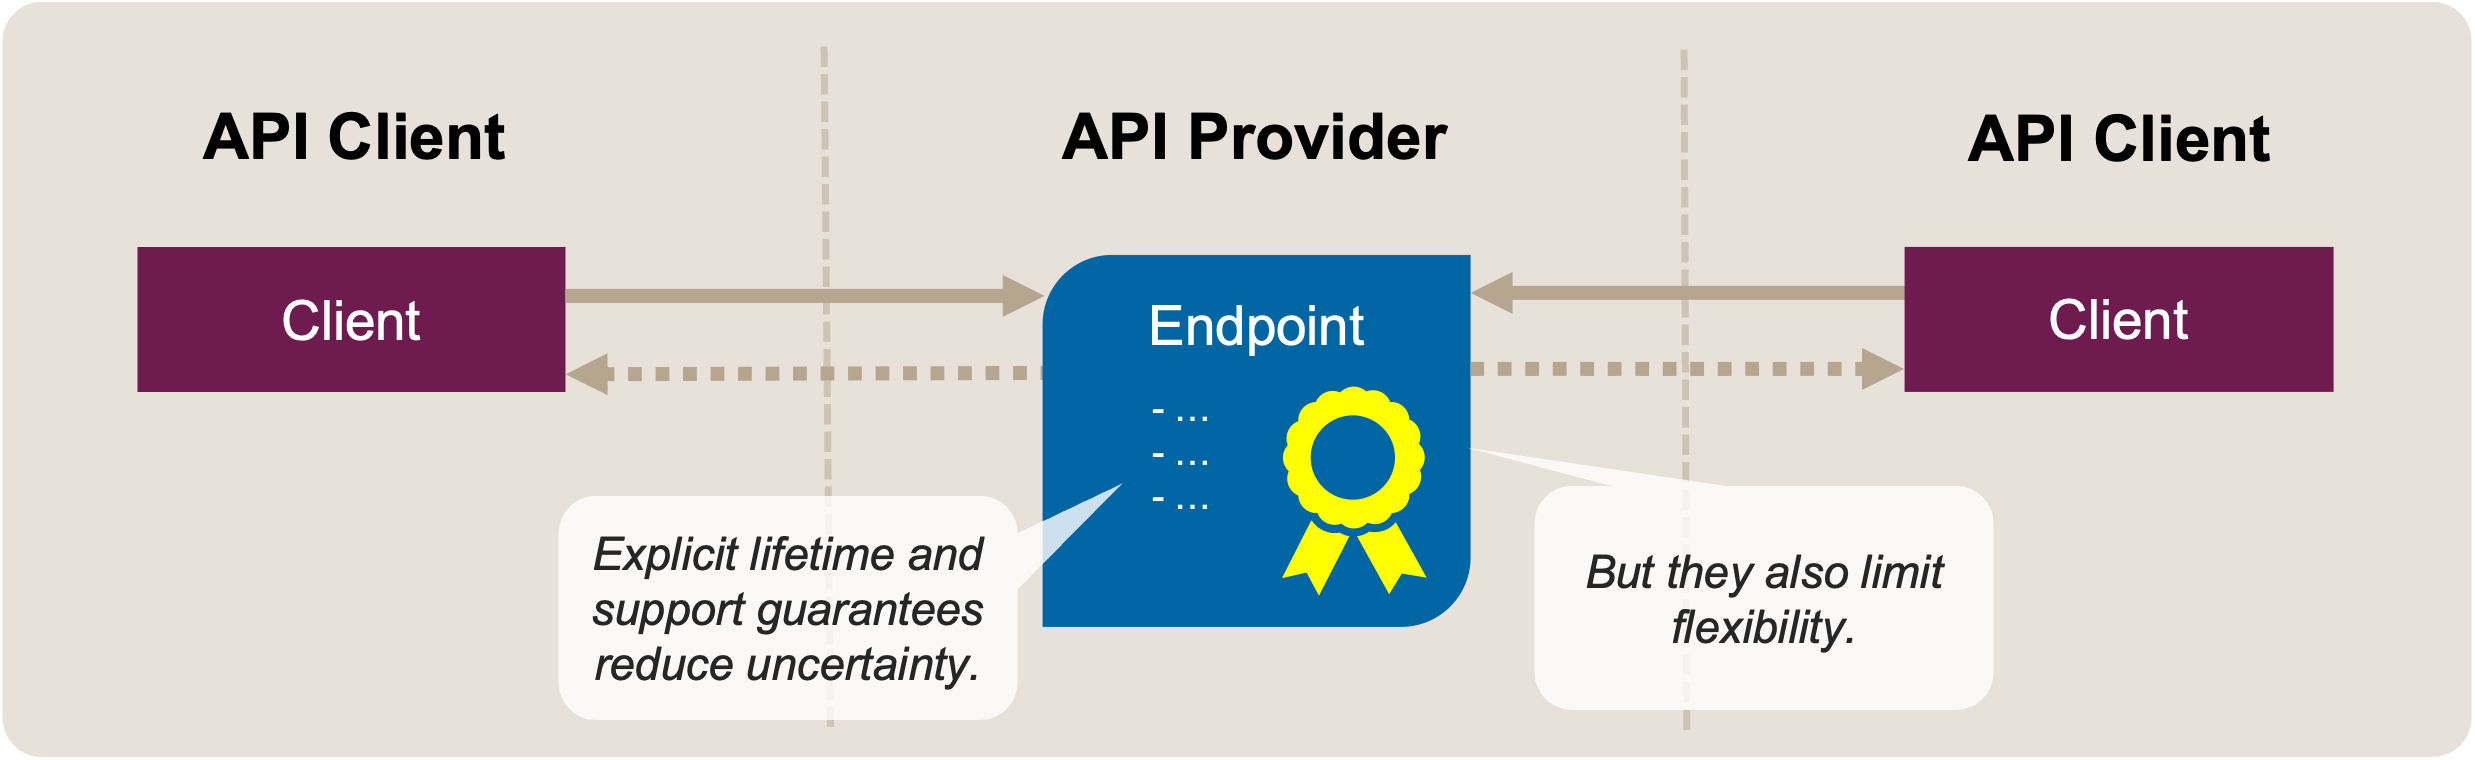 API Client
API Provider
API Client
Client
Endpoint
Client
- ...
- ...
- ...
Explicit lifetime and
support guarantees
reduce uncertainty.
But they also limit
flexibility.